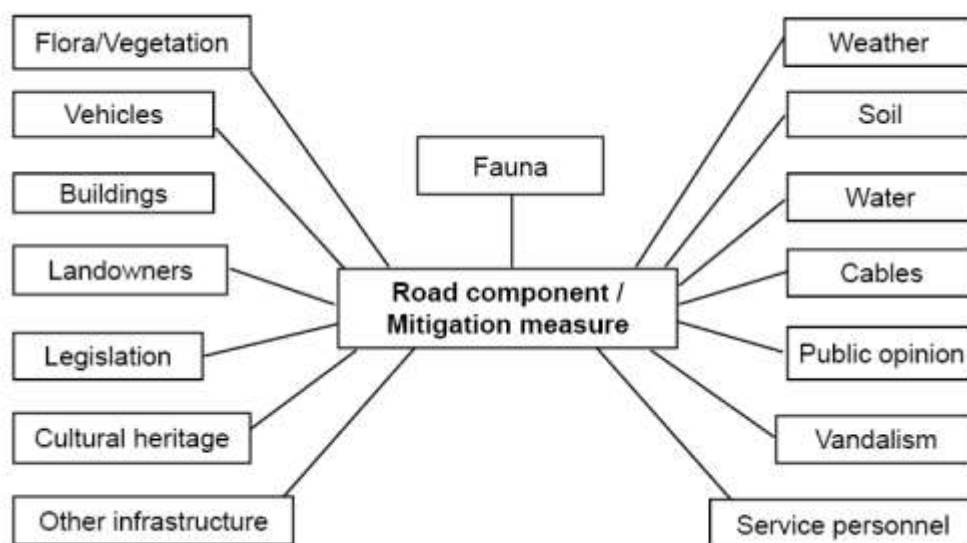 Flora/Vegetation
Vehicles
Buildings
Landowners
Legislation
Cultural heritage
Other infrastructure
Fauna
Road component /
Mitigation measure
Weather
Soil
Water
Cables
Public opinion
Vandalism
Service personnel